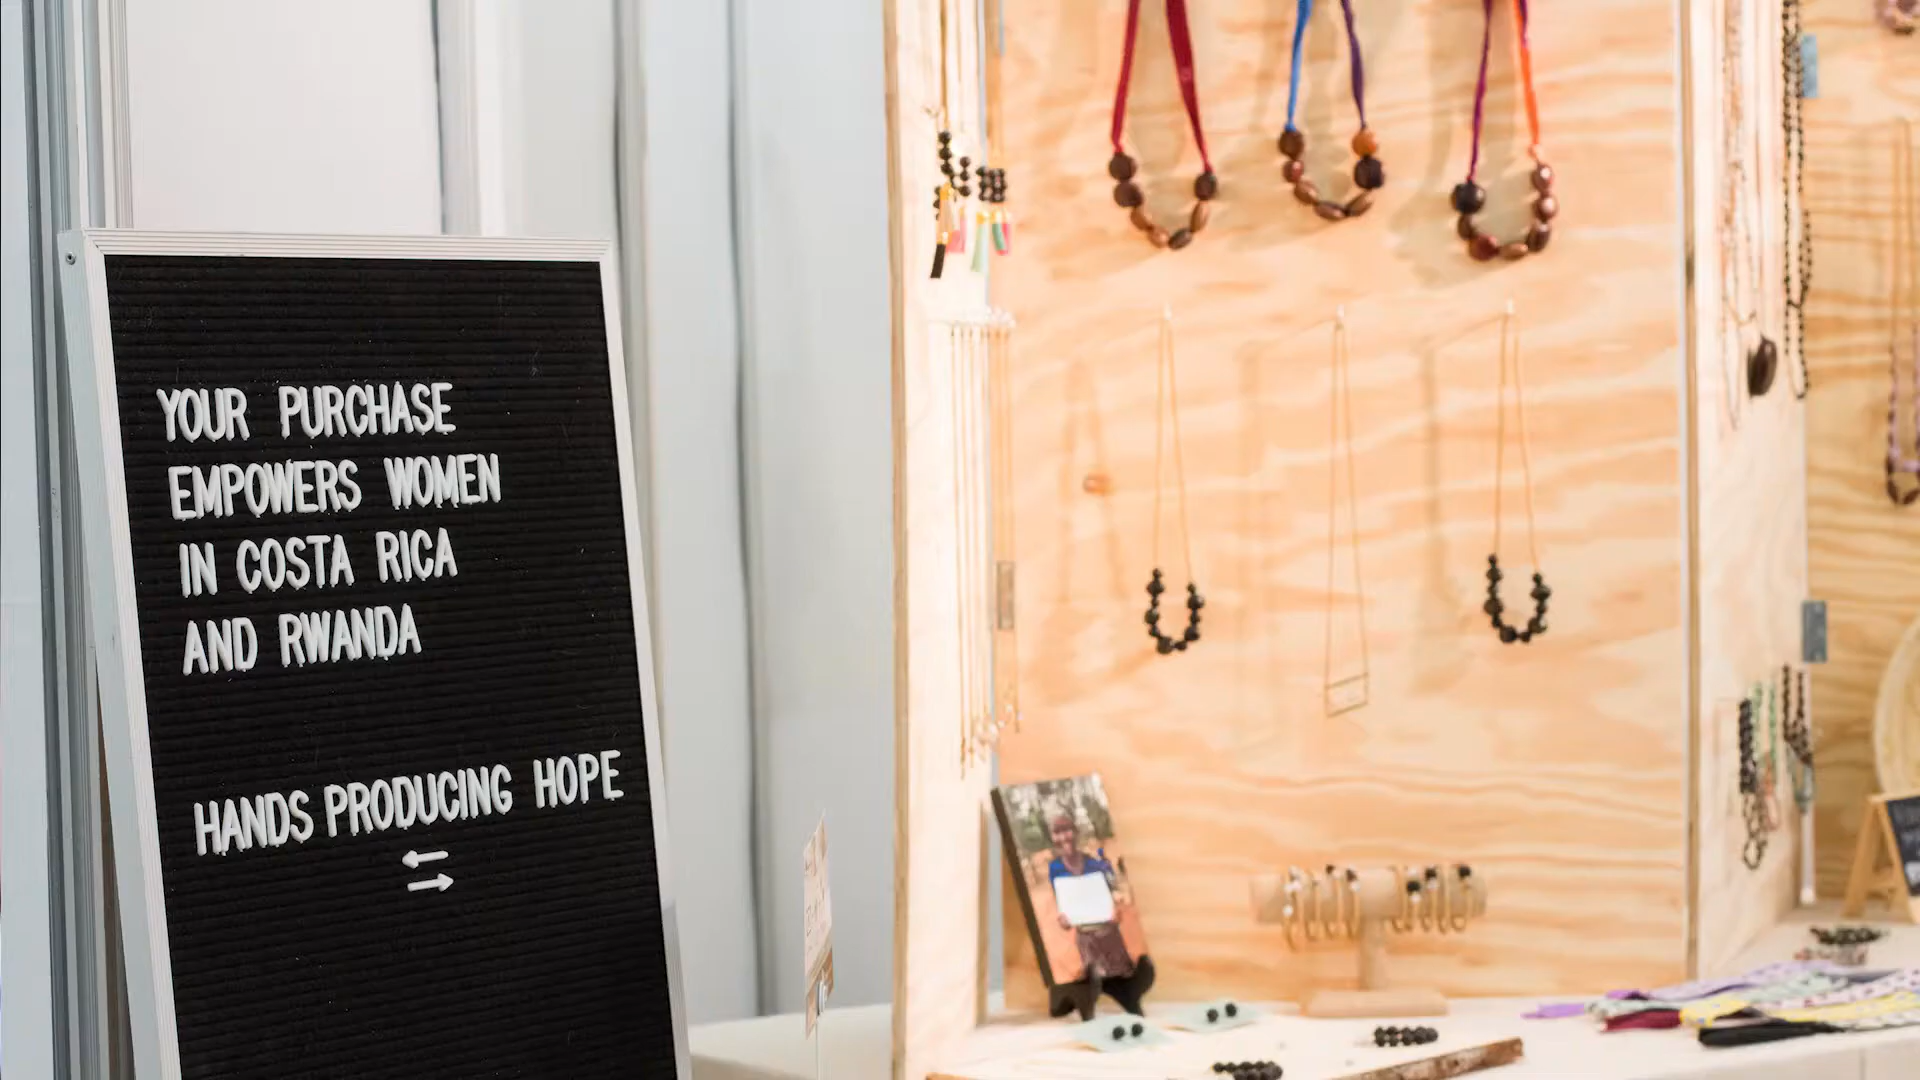 YOUR PURCHASE
EMPOWERS WOMEN
IN COSTA RICA
AND RWANDA
HANDS PRODUCING HOPE